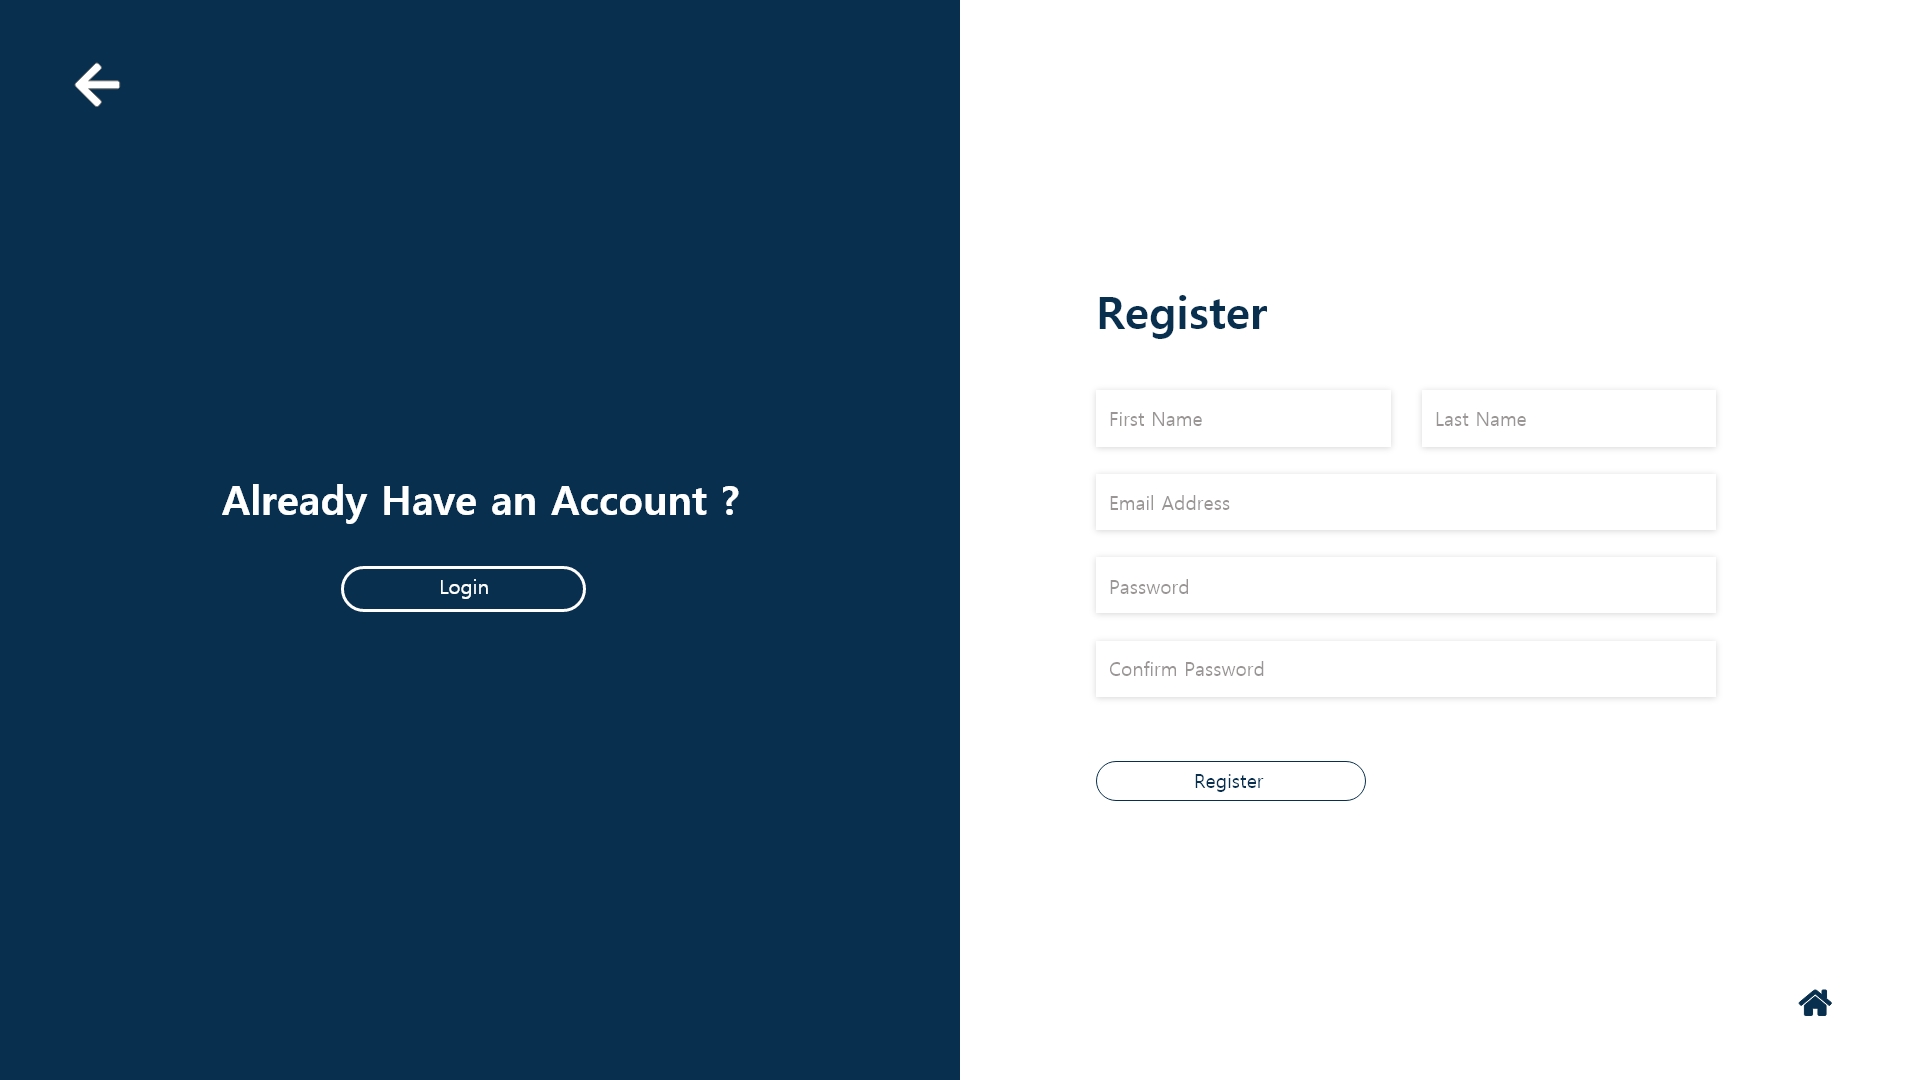 Already Have an Account ?
Login
Register
First Name
Last Name
Email Address
Password
Confirm Password
Register